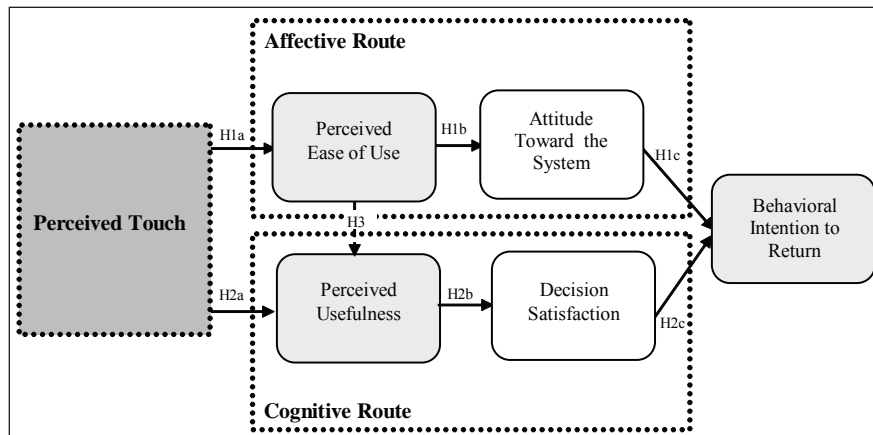 Affective Route
H1a
Perceived
Ease of Use
H1b
Attitude
Toward the
System
H1c
Perceived Touch
H3
Behavioral
Intention to
Return
H2a
Perceived
Usefulness
H2b
Decision
Satisfaction
H2c
Cognitive Route